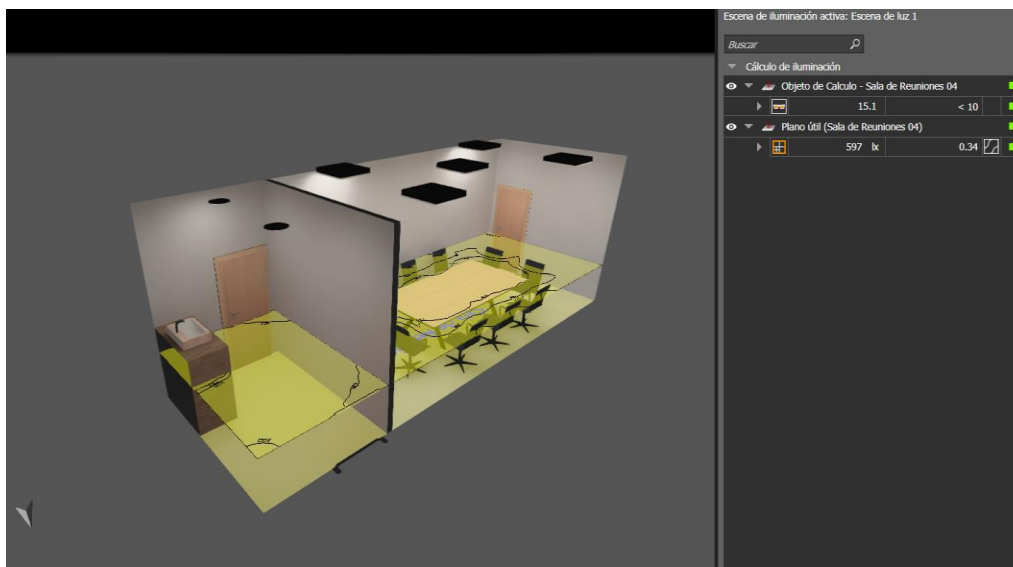 Escena de iluminación activa: Escena de luz 1
Buscar
Cálculo de iluminación
Objeto de Calculo - Sala de Reuniones 04
15.1 < 10
Plano útil (Sala de Reuniones 04)
597 lx 0.34